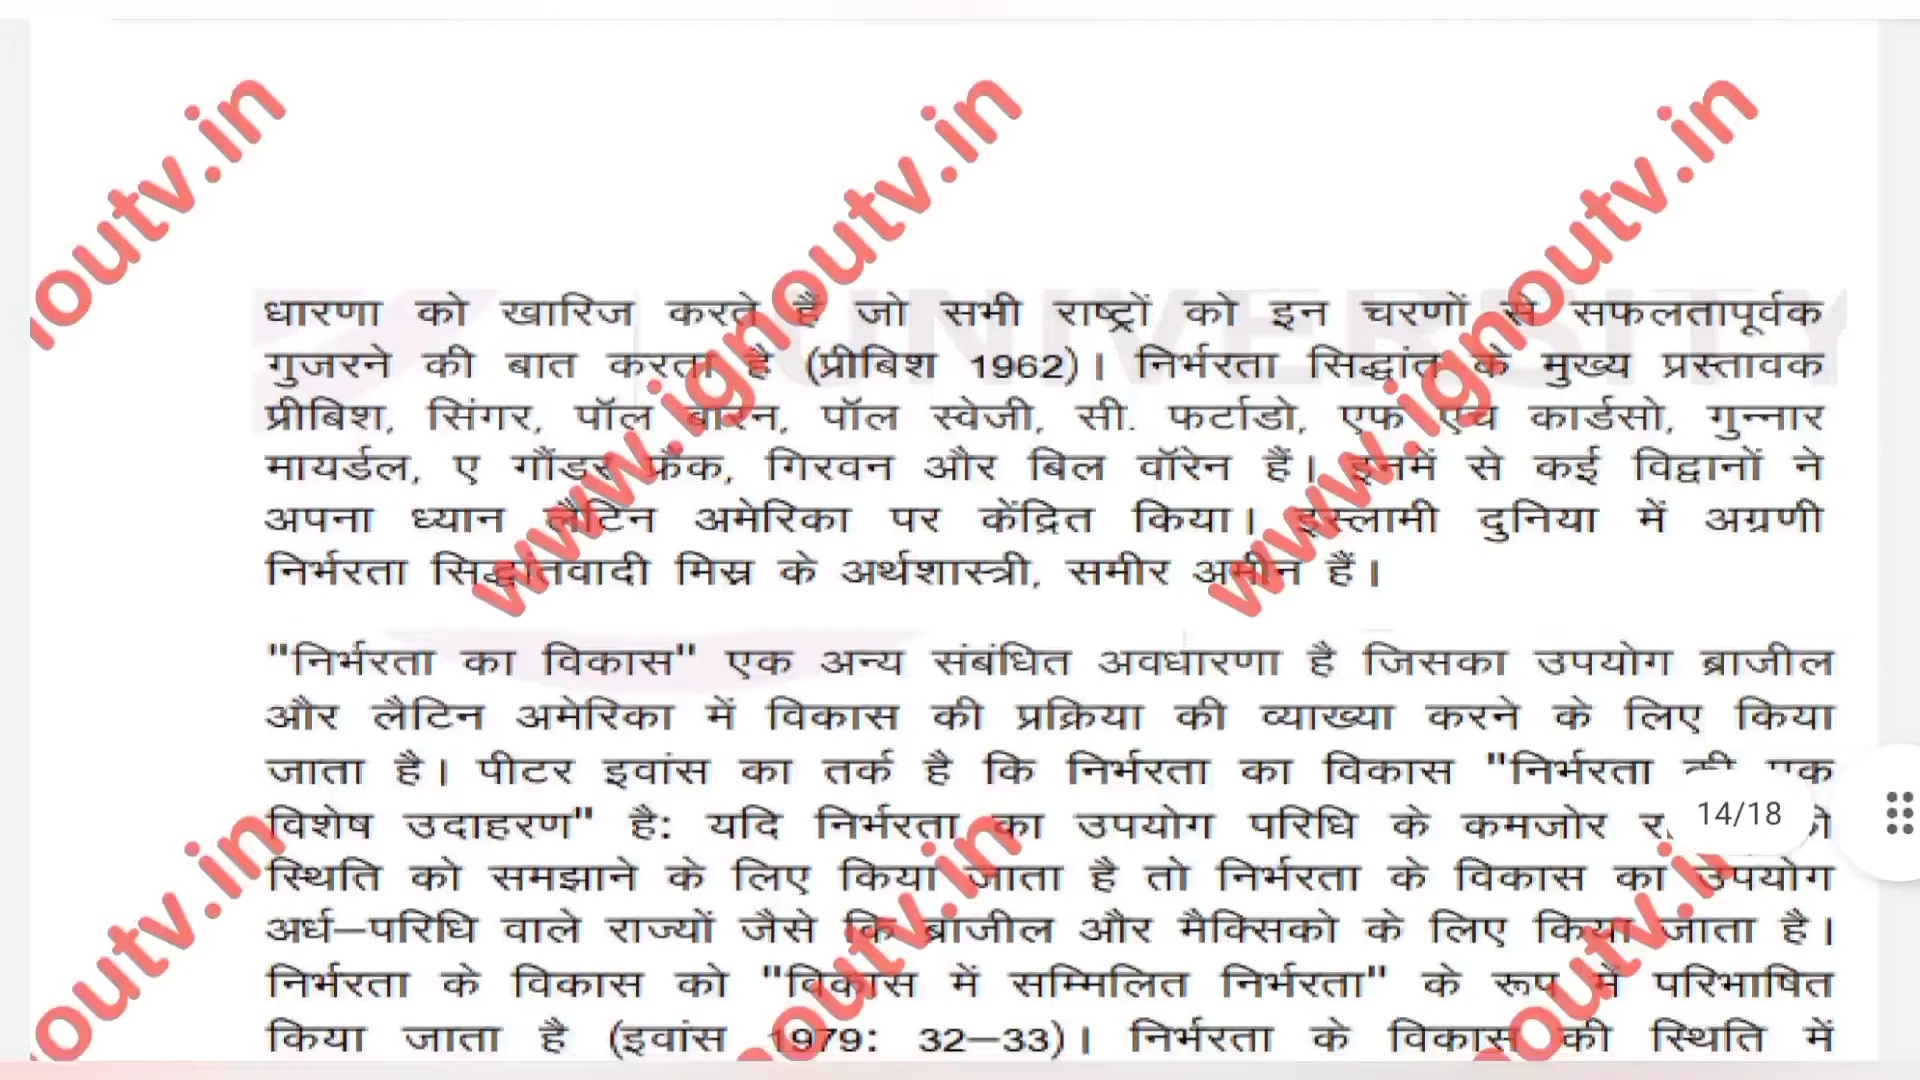 धारणा को खारिज करते हैं जो सभी राष्ट्रों को इन चरणों से सफलतापूर्वक
गुजरने की बात करता है (प्रीबिश 1962)। निर्भरता सिद्धांत के मुख्य प्रस्तावक
प्रीबिश, सिंगर, पॉल बारन, पॉल स्वेजी, सी. फर्टाडो, एफ एच कार्डसो, गुन्नार
मायर्डल, ए गौंडर फ्रैंक, गिरवन और बिल वॉरेन हैं। इनमें से कई विद्वानों ने
अपना ध्यान लैटिन अमेरिका पर केंद्रित किया। इस्लामी दुनिया में अग्रणी
निर्भरता सिद्धांतवादी मिस्र के अर्थशास्त्री, समीर अमीन हैं।
"निर्भरता का विकास" एक अन्य संबंधित अवधारणा है जिसका उपयोग ब्राजील
और लैटिन अमेरिका में विकास की प्रक्रिया की व्याख्या करने के लिए किया
जाता है। पीटर इवांस का तर्क है कि निर्भरता का विकास "निर्भरता की एक
विशेष उदाहरण" है: यदि निर्भरता का उपयोग परिधि के कमजोर
14/18
स्थिति को समझाने के लिए किया जाता है तो निर्भरता के विकास का उपयोग
अर्ध–परिधि वाले राज्यों जैसे कि ब्राजील और मैक्सिको के लिए किया जाता है।
निर्भरता के विकास को "विकास में सम्मिलित निर्भरता" के रूप में परिभाषित
किया जाता है (इवांस 1979: 32–33)। निर्भरता के विकास की स्थिति में
www.ignoutv.in
www.ignoutv.in